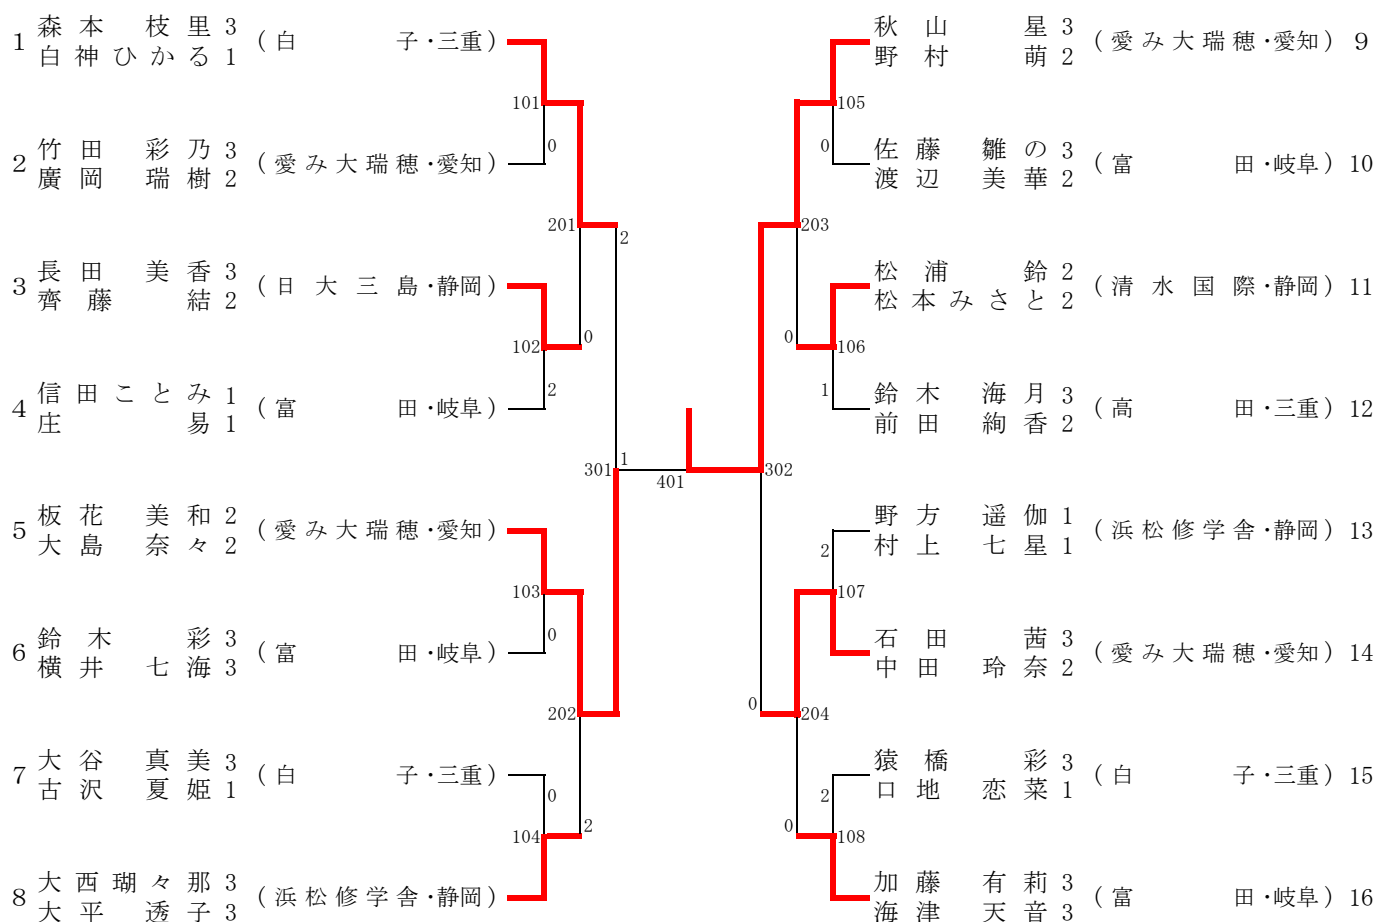 1 森本 枝里 3 (白 子・三重)
白神ひかる 1
101
0
2 竹田 彩乃 3 (愛み大瑞穂・愛知)
廣岡 瑞樹 2
201
2
3 長田 美香 3 (日大三島・静岡)
齊藤 結 2
0
102
2
4 信田ことみ 1 (富 田・岐阜)
庄 易 1
301
1
401
5 板花 美和 2 (愛み大瑞穂・愛知)
大島 奈々 2
103
0
6 鈴木 彩 3 (富 田・岐阜)
横井 七海 3
202
7 大谷 真美 3 (白 子・三重)
古沢 夏姫 1
0
2
104
8 大西瑚々那 3 (浜松修学舎・静岡)
大平 透子 3
秋山 星 3 (愛み大瑞穂・愛知) 9
野村 萌 2
105
0
佐藤 雛の 3 (富 田・岐阜) 10
渡辺 美華 2
203
松浦 鈴 2 (清水国際・静岡) 11
松本みさと 2
0
106
1
鈴木 海月 3 (高 田・三重) 12
前田 絢香 2
302
野方 遥伽 1 (浜松修学舎・静岡) 13
村上 七星 1
2
107
石田 茜 3 (愛み大瑞穂・愛知) 14
中田 玲奈 2
0
204
猿橋 彩 3 (白 子・三重) 15
口地 恋菜 1
2
0
108
加藤 有莉 3 (富 田・岐阜) 16
海津 天音 3